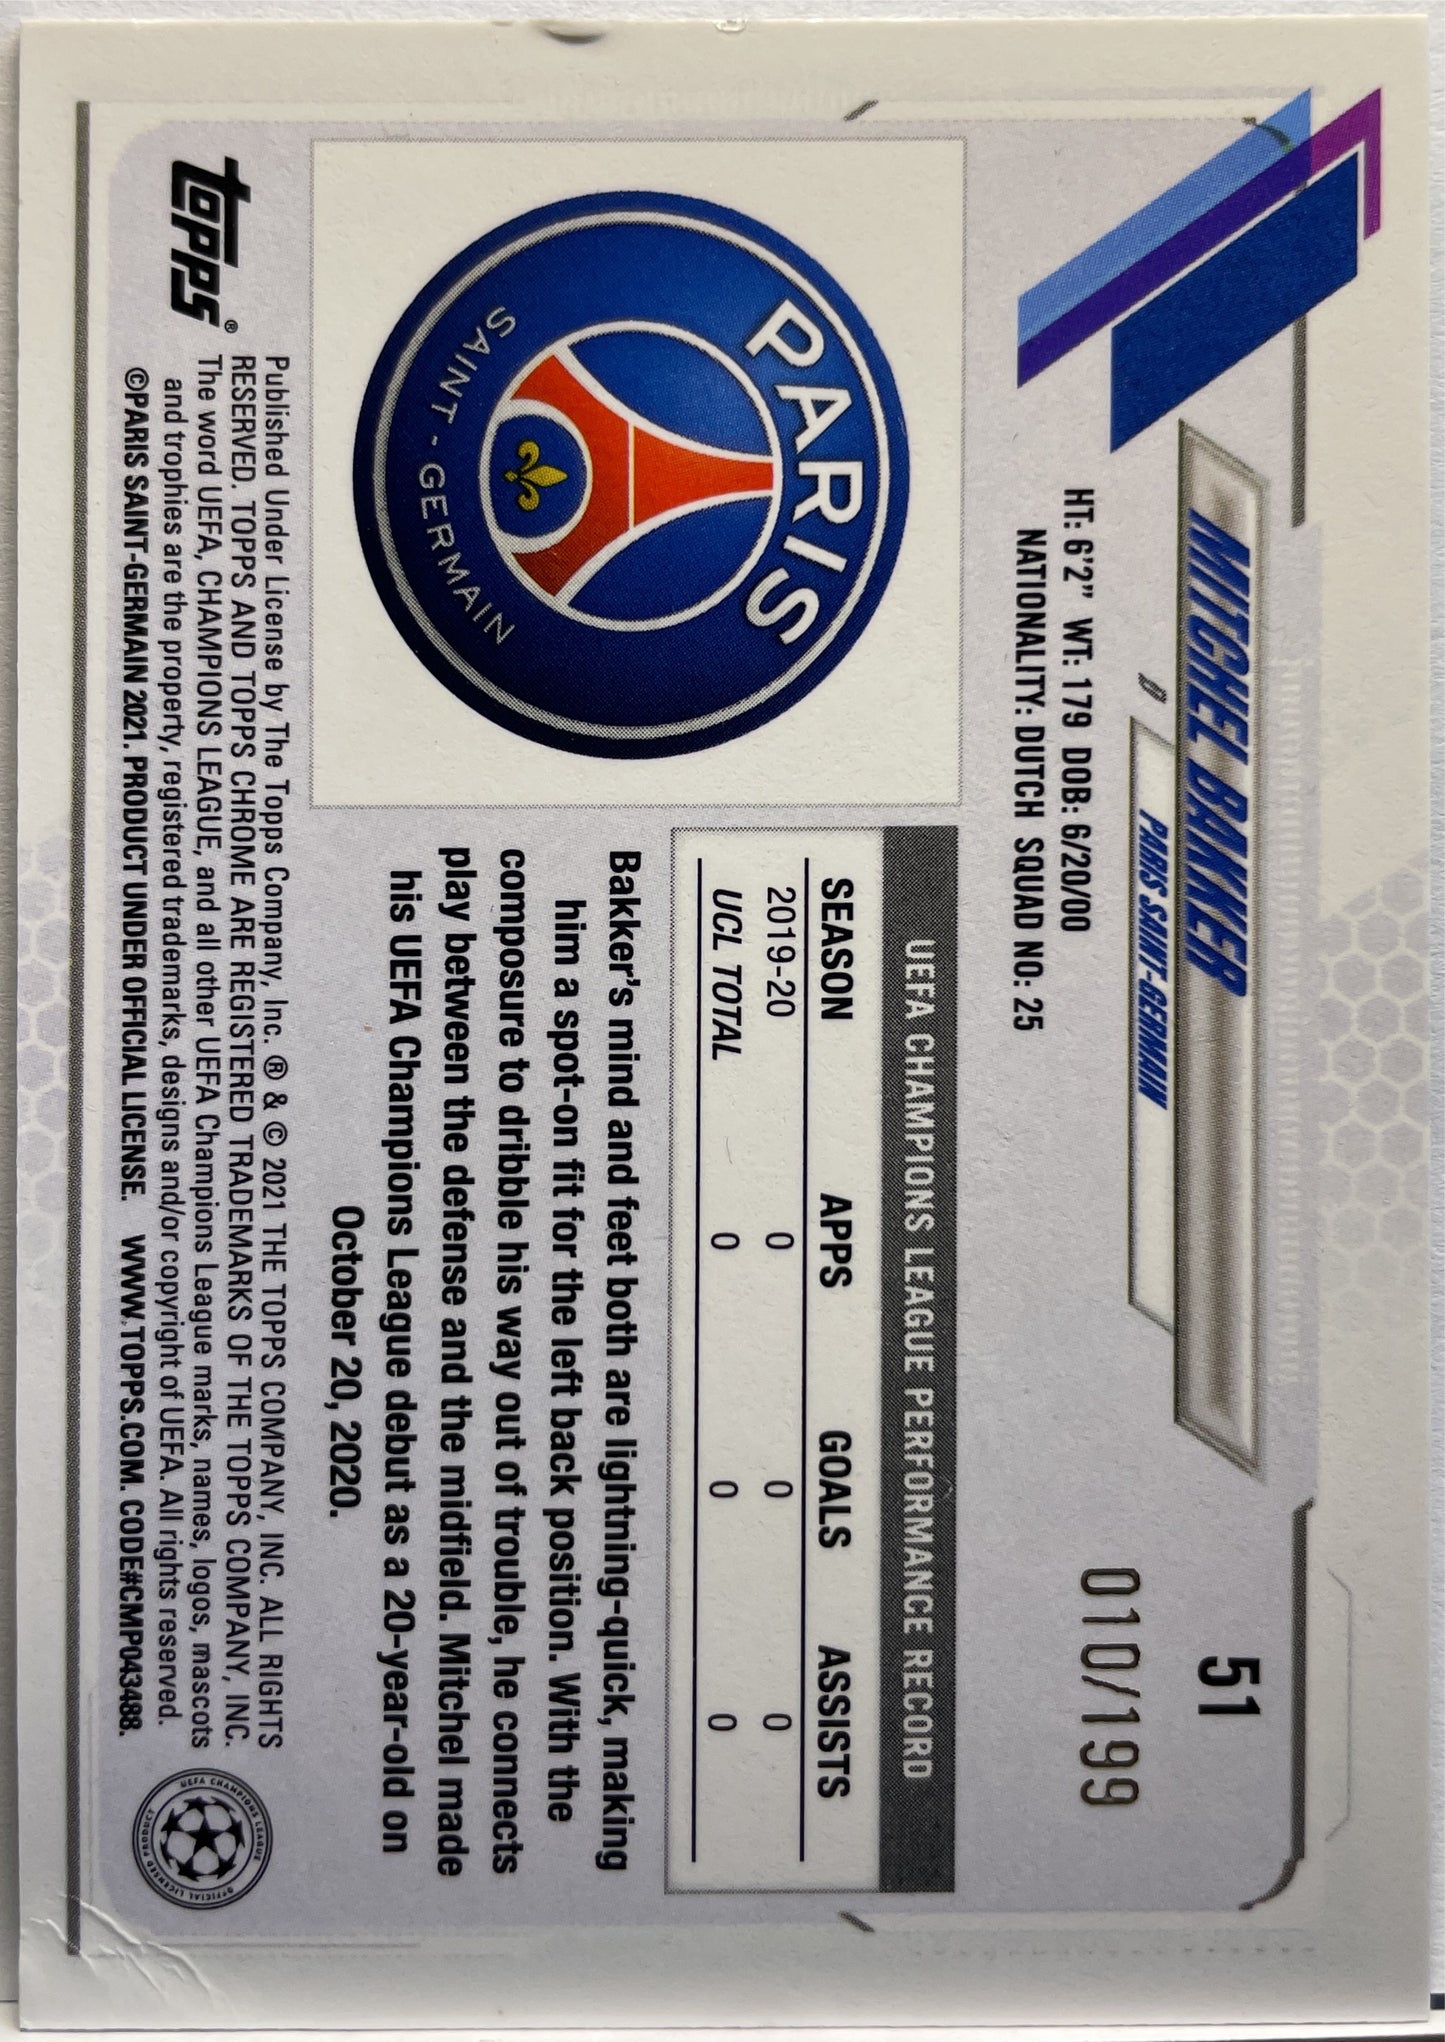 51
MITCHEL BAKKER
D PARIS SAINT-GERMAIN
010/199
HT: 6'2" WT: 179 DOB: 6/20/00
NATIONALITY: DUTCH SQUAD NO: 25
PARIS
SAINT-GERMAIN
UEFA CHAMPIONS LEAGUE PERFORMANCE RECORD
SEASON APPS GOALS ASSISTS
2019-20 0 0 0
UCL TOTAL 0 0 0
Bakker's mind and feet both are lightning-quick, making
him a spot-on fit for the left back position. With the
composure to dribble his way out of trouble, he connects
play between the defense and the midfield. Mitchel made
his UEFA Champions League debut as a 20-year-old on
October 20, 2020.
topps®
Published Under License by The Topps Company, Inc. ® & © 2021 THE TOPPS COMPANY, INC. ALL RIGHTS
RESERVED. TOPPS AND TOPPS CHROME ARE REGISTERED TRADEMARKS OF THE TOPPS COMPANY, INC.
The word UEFA, CHAMPIONS LEAGUE, and all other UEFA Champions League marks, names, logos, mascots
and trophies are the property, registered trademarks, designs and/or copyright of UEFA. All rights reserved.
©PARIS SAINT-GERMAIN 2021. PRODUCT UNDER OFFICIAL LICENSE. WWW.TOPPS.COM. CODE#CMP043488.
UEFA CHAMPIONS LEAGUE
OFFICIAL LICENSED PRODUCT